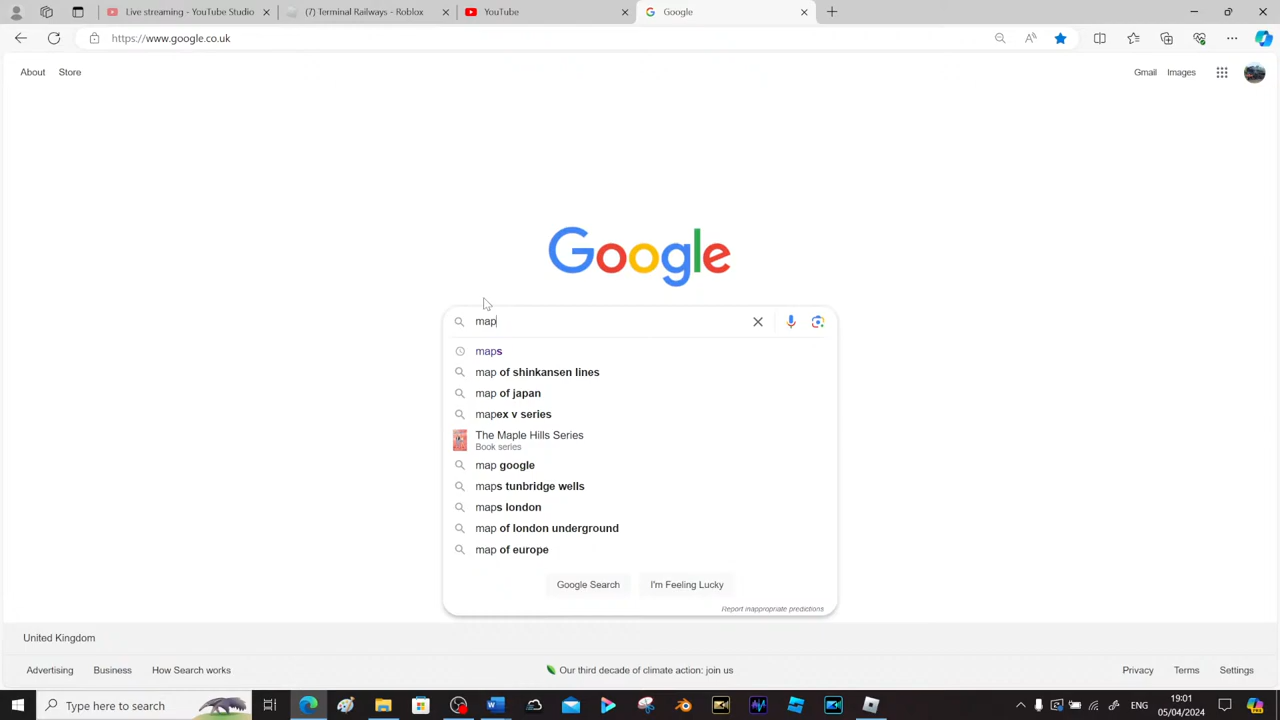 Live streaming - YouTube Studio
(7) Terminal Railways - Roblox
YouTube
Google
https://www.google.co.uk
About Store
Gmail Images
Google
map
maps
map of shinkansen lines
map of japan
mapex v series
The Maple Hills Series
Book series
map google
maps tunbridge wells
maps london
map of london underground
map of europe
Google Search I'm Feeling Lucky
Report inappropriate predictions
United Kingdom
Advertising Business How Search works Our third decade of climate action: join us Privacy Terms Settings
Type here to search
ENG
19:01
05/04/2024